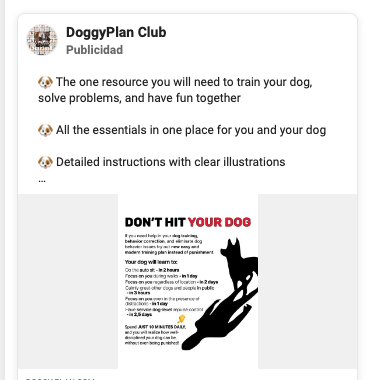 DoggyPlan Club
Publicidad
🐶 The one resource you will need to train your dog,
solve problems, and have fun together
🐶 All the essentials in one place for you and your dog
🐶 Detailed instructions with clear illustrations
...
DON'T HIT YOUR DOG
If you need help in your dog training,
behavior correction, and eliminate dog
behavior issues try out new easy and
modern training plan instead of punishment.
Your dog will learn to:
Do the auto sit - in 2 hours
Focus on you during walks - in 1 day
Focus on you regardless of location - in 2 days
Calmly greet other dogs and people in public
- in 3 hours
Focus on you even in the presence of
distractions - in 1 day
Have service dog-level impulse control
- in 2,5 days
Spend JUST 10 MINUTES DAILY,
and you will realize how well-
disciplined your dog can be,
without ever being punished!